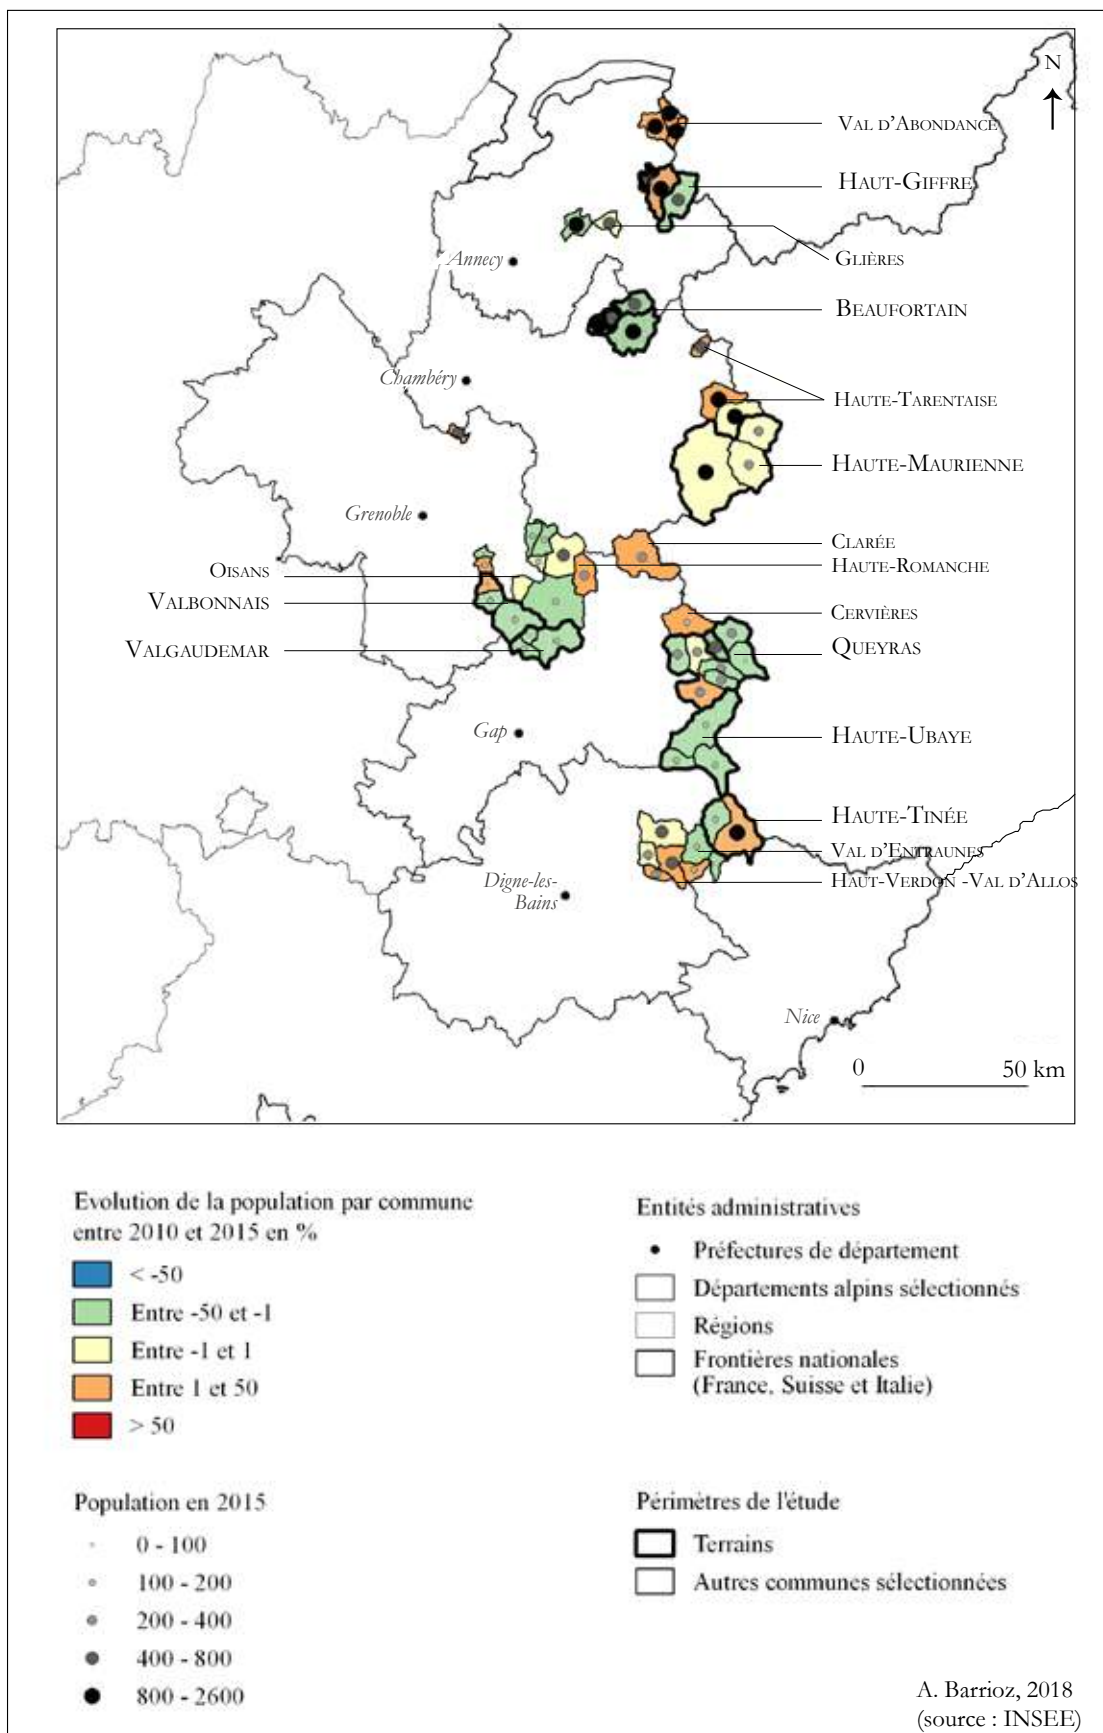 N
VAL D'ABONDANCE
HAUT-GIFFRE
GLIÈRES
Annecy
BEAUFORTAIN
Chambéry
HAUTE-TARENTAISE
HAUTE-MAURIENNE
Grenoble
CLARÉE
HAUTE-ROMANCHE
OISANS
VALBONNAIS
CERVIÈRES
VALGAUDEMAR
QUEYRAS
Gap
HAUTE-UBAYE
HAUTE-TINÉE
VAL D'ENTRAUNES
HAUT-VERDON -VAL D'ALLOS
Digne-les-
Bains
Nice
0 50 km
Evolution de la population par commune
entre 2010 et 2015 en %
< -50
Entre -50 et -1
Entre -1 et 1
Entre 1 et 50
> 50
Population en 2015
0 - 100
100 - 200
200 - 400
400 - 800
800 - 2600
Entités administratives
Préfectures de département
Départements alpins sélectionnés
Régions
Frontières nationales
(France, Suisse et Italie)
Périmètres de l'étude
Terrains
Autres communes sélectionnées
A. Barrioz, 2018
(source : INSEE)